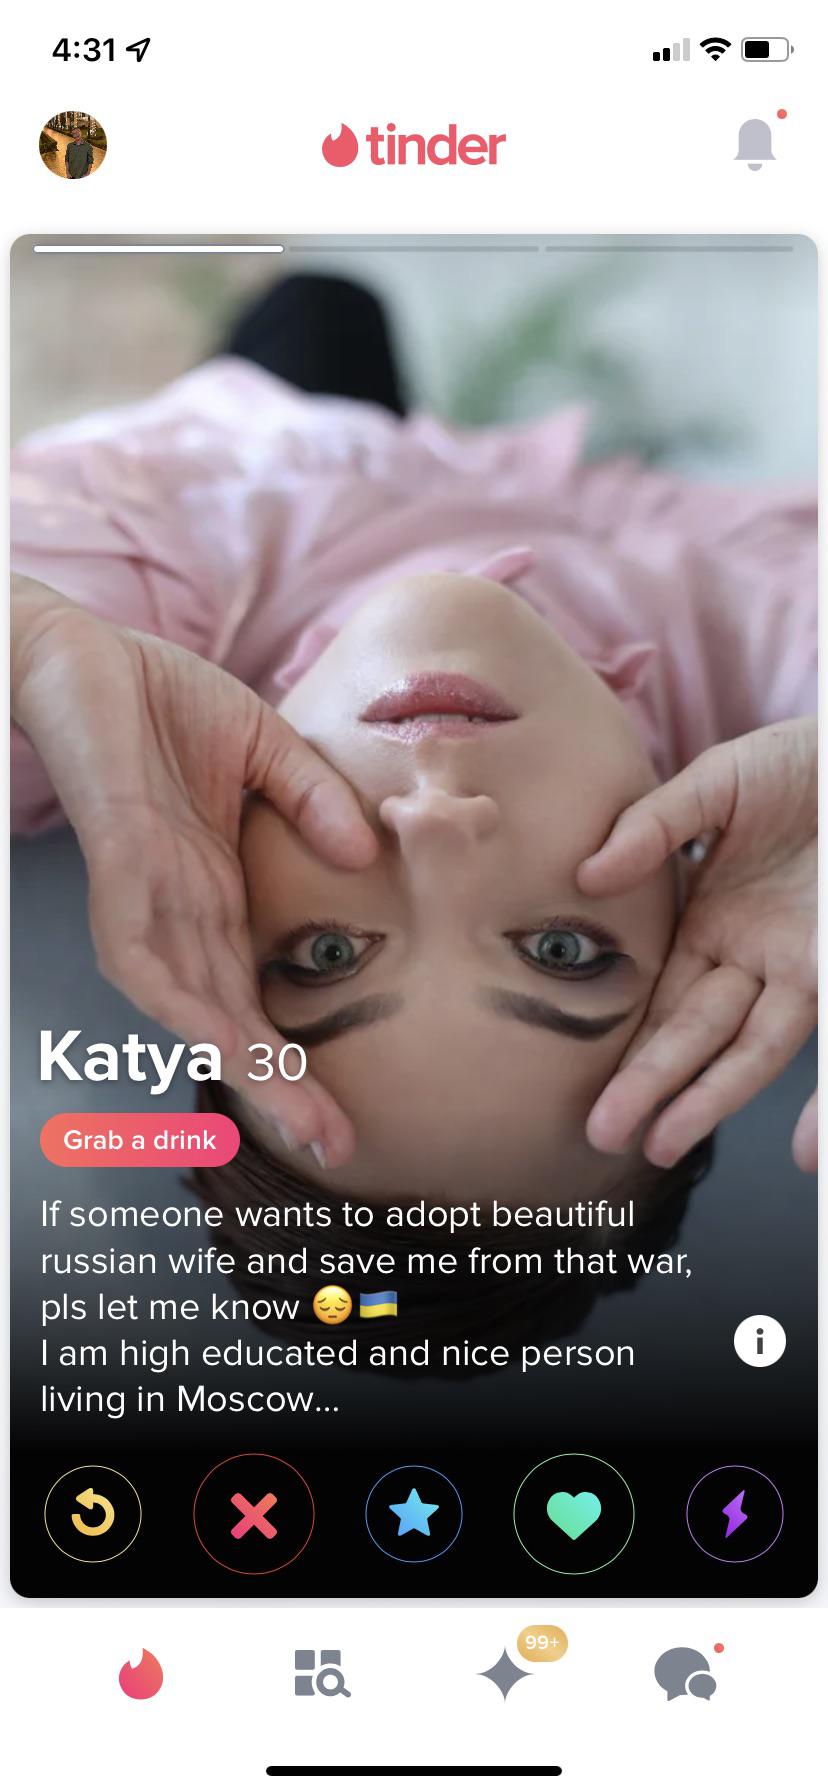 4:31
tinder
Katya 30
Grab a drink
If someone wants to adopt beautiful
russian wife and save me from that war,
pls let me know 😔🇺🇦
I am high educated and nice person
living in Moscow...
i
99+